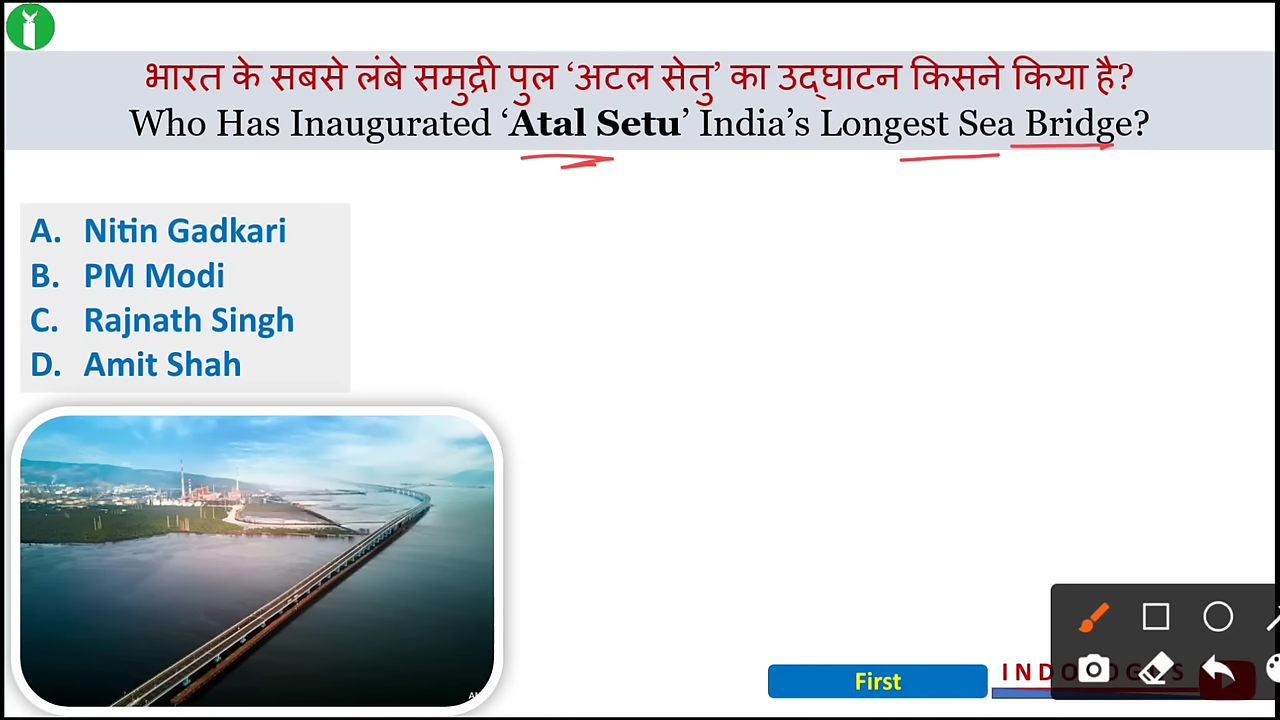 भारत के सबसे लंबे समुद्री पुल ‘अटल सेतु’ का उद्घाटन किसने किया है?
Who Has Inaugurated ‘Atal Setu’ India’s Longest Sea Bridge?
A. Nitin Gadkari
B. PM Modi
C. Rajnath Singh
D. Amit Shah
First